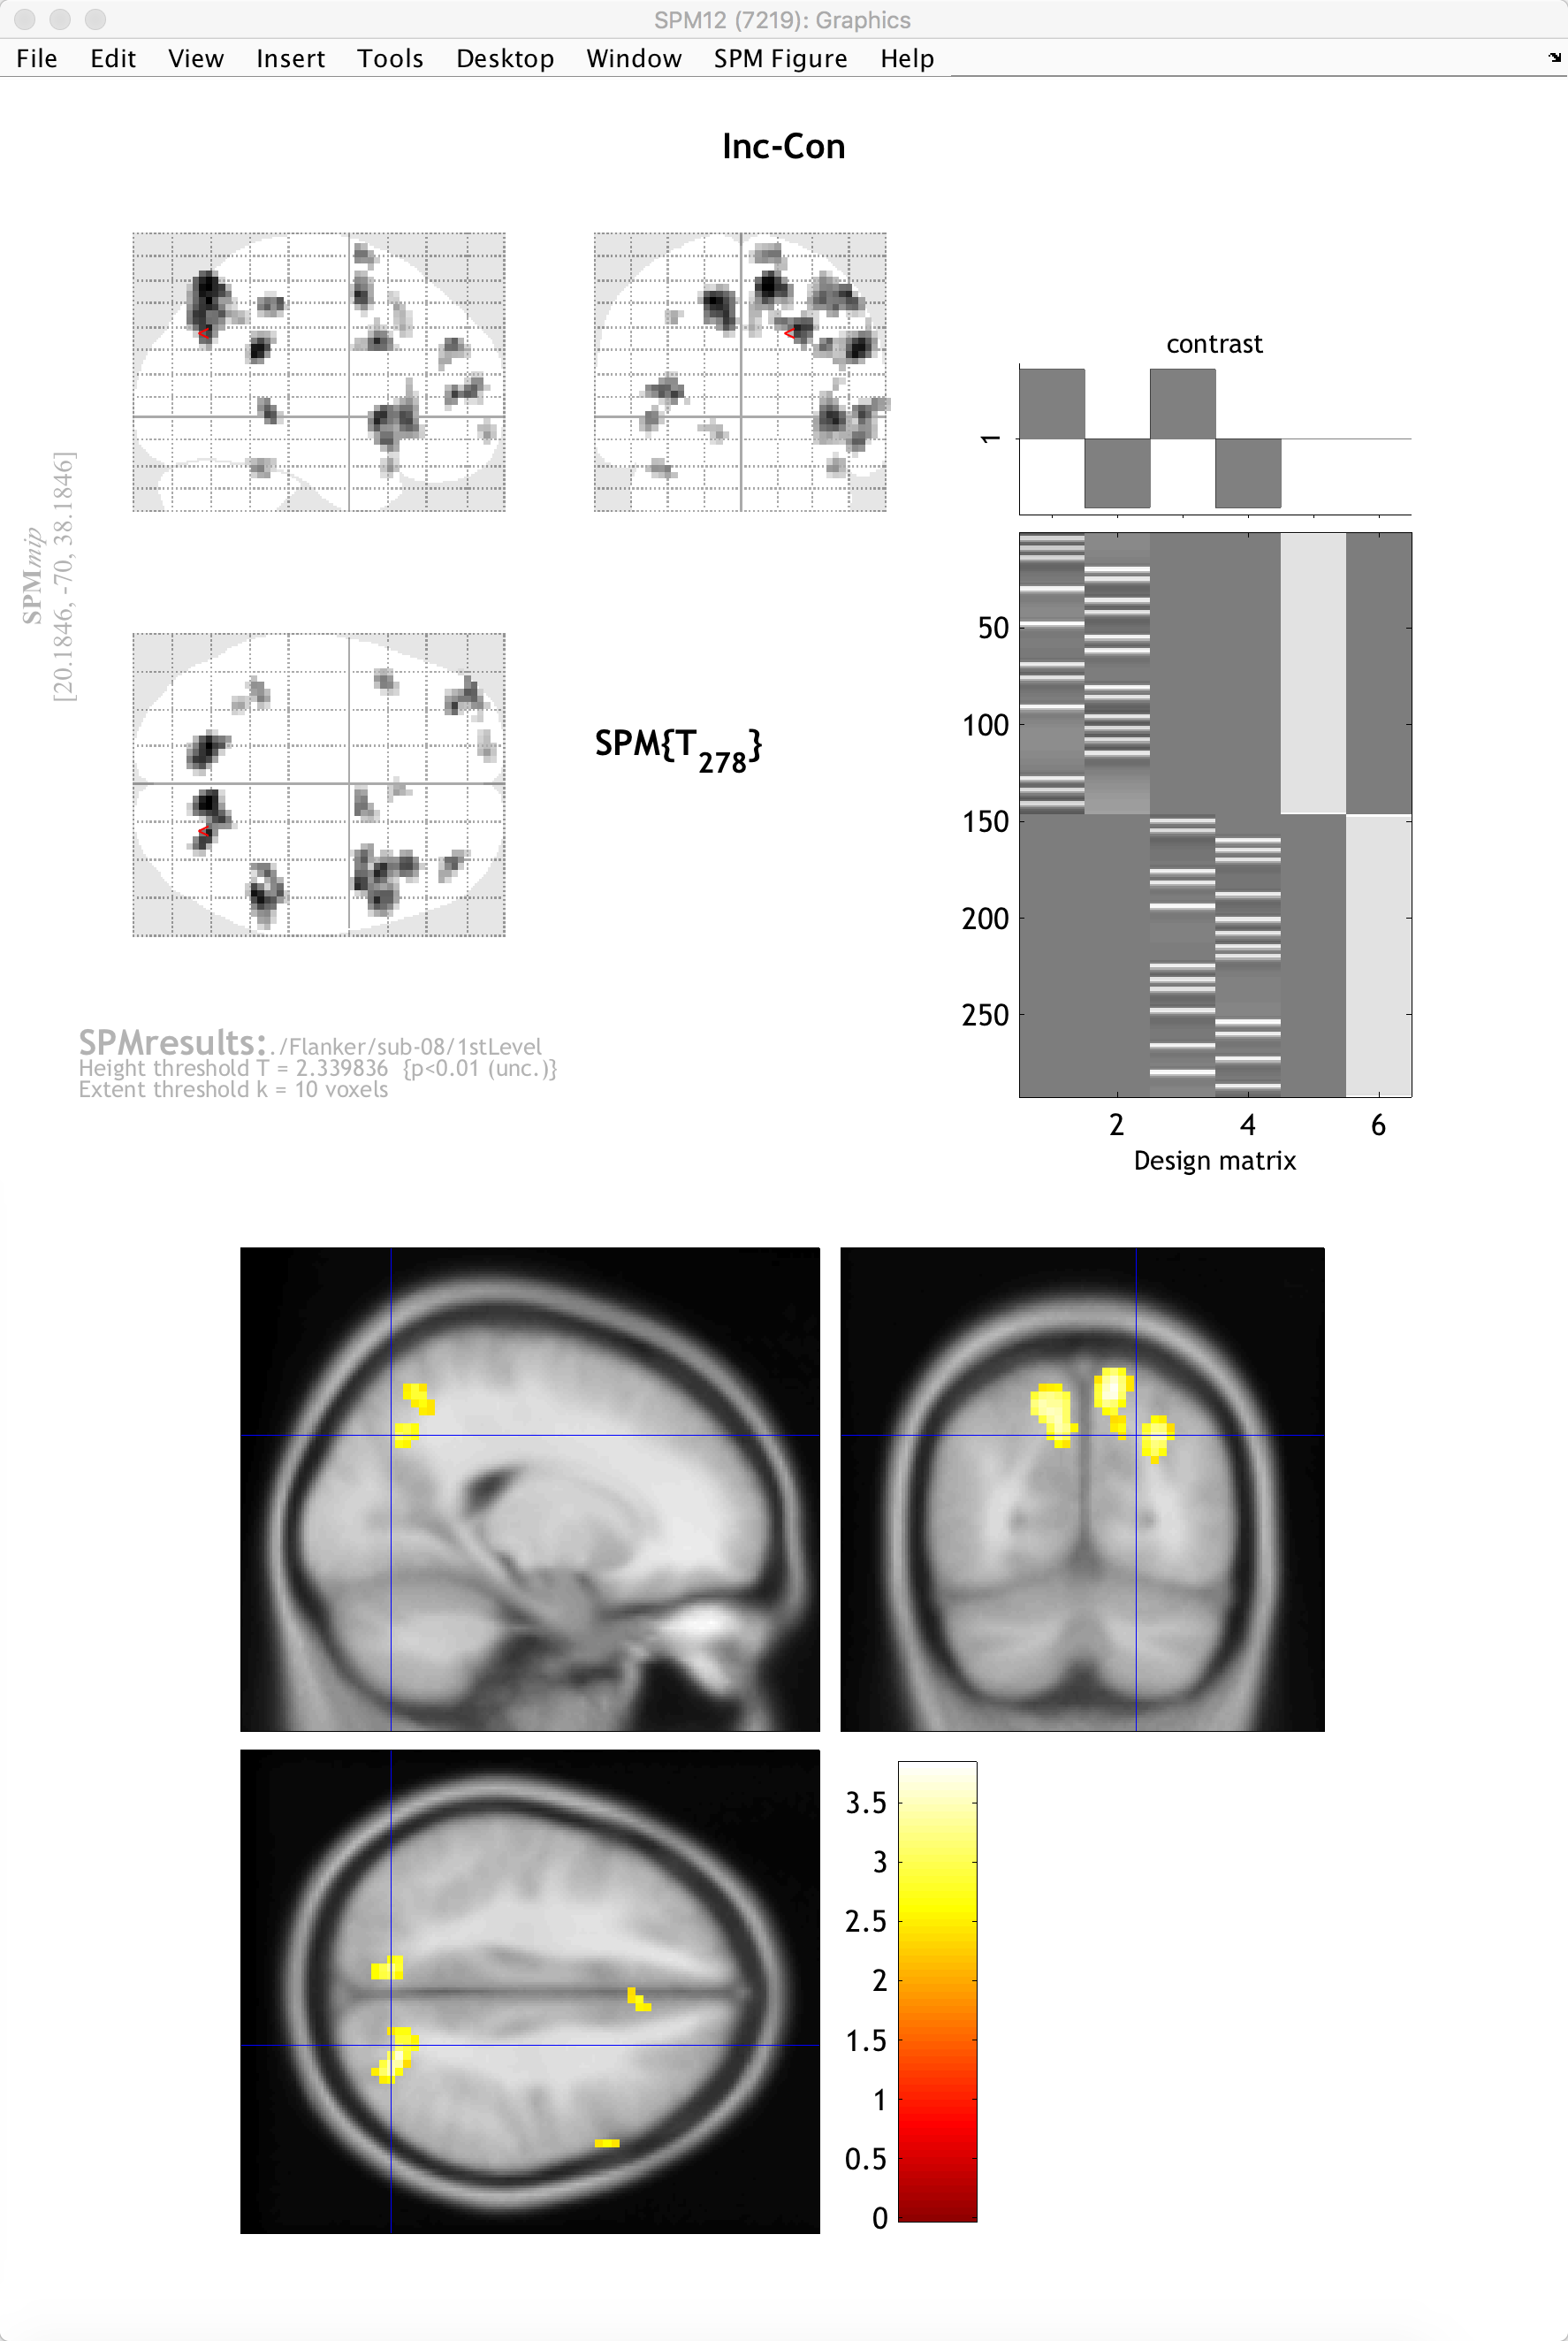 SPM12 (7219): Graphics
File Edit View Insert Tools Desktop Window SPM Figure Help
Inc-Con
SPMmip
[20.1846, -70, 38.1846]
contrast
1
SPM{T278}
50
100
150
200
250
2 4 6
Design matrix
SPMresults:./Flanker/sub-08/1stLevel
Height threshold T = 2.339836 {p<0.01 (unc.)}
Extent threshold k = 10 voxels
3.5
3
2.5
2
1.5
1
0.5
0